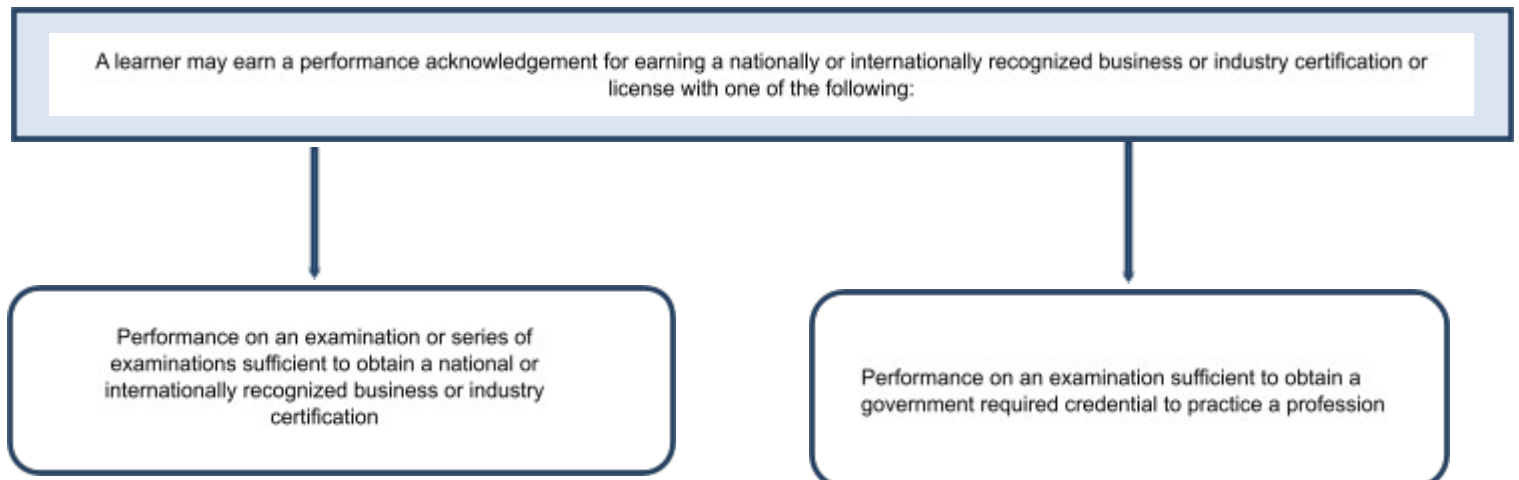 A learner may earn a performance acknowledgement for earning a nationally or internationally recognized business or industry certification or
license with one of the following:
Performance on an examination or series of
examinations sufficient to obtain a national or
internationally recognized business or industry
certification
Performance on an examination sufficient to obtain a
government required credential to practice a profession